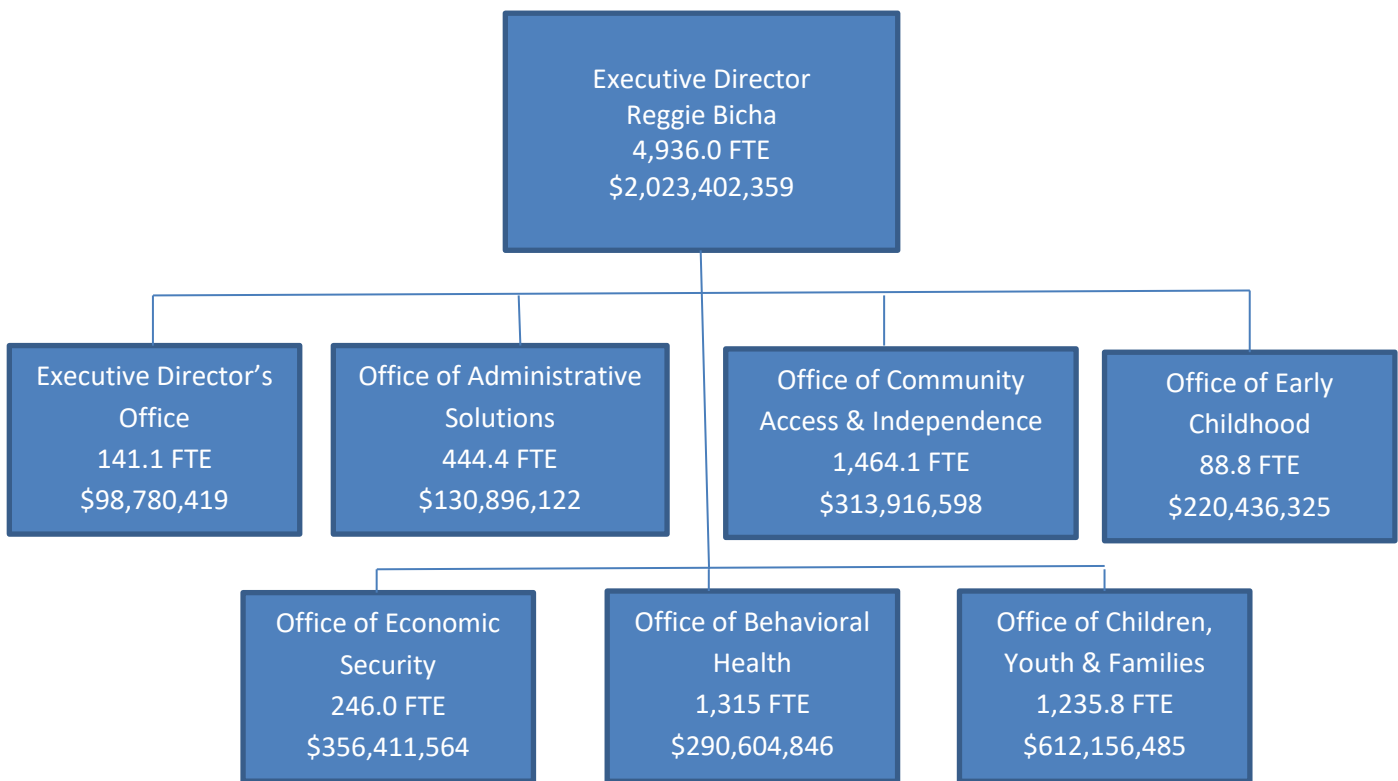 Executive Director
Reggie Bicha
4,936.0 FTE
$2,023,402,359
Executive Director’s
Office
141.1 FTE
$98,780,419
Office of Administrative
Solutions
444.4 FTE
$130,896,122
Office of Community
Access & Independence
1,464.1 FTE
$313,916,598
Office of Early
Childhood
88.8 FTE
$220,436,325
Office of Economic
Security
246.0 FTE
$356,411,564
Office of Behavioral
Health
1,315 FTE
$290,604,846
Office of Children,
Youth & Families
1,235.8 FTE
$612,156,485